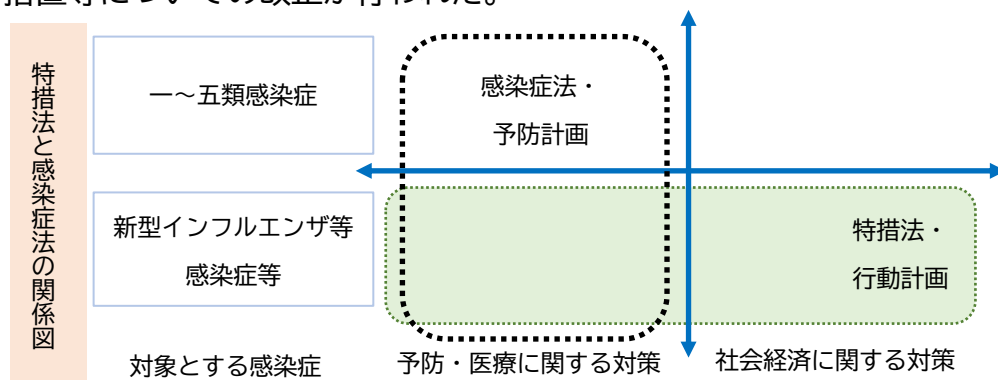 措置等についての改正が行われた。
特措法と感染症法の関係図
一～五類感染症
感染症法・
予防計画
新型インフルエンザ等
感染症等
特措法・
行動計画
対象とする感染症
予防・医療に関する対策
社会経済に関する対策